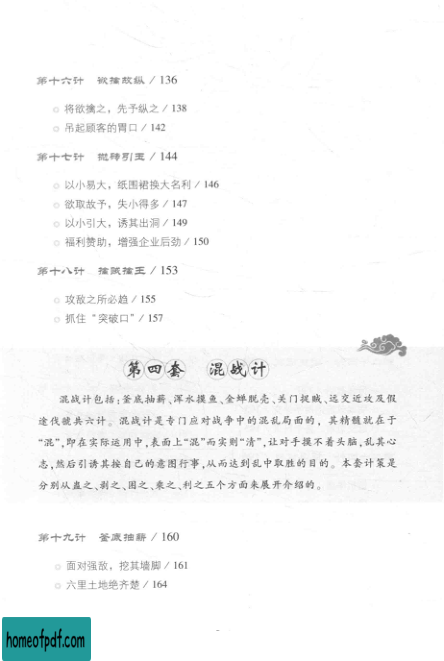 第十六计 欲擒故纵 / 136
将欲擒之，先予纵之 / 138
吊起顾客的胃口 / 142
第十七计 抛砖引玉 / 144
以小易大，纸围裙换大名利 / 146
欲取故予，失小得多 / 147
以小引大，诱其出洞 / 149
福利赞助，增强企业后劲 / 150
第十八计 擒贼擒王 / 153
攻敌之所必趋 / 155
抓住“突破口” / 157
第四套 混战计
混战计包括：釜底抽薪、浑水摸鱼、金蝉脱壳、关门捉贼、远交近攻及假
途伐虢共六计。混战计是专门应对战争中的混乱局面的，其精髓就在于
“混”，即在实际运用中，表面上“混”而实则“清”，让对手摸不着头脑，乱其心
志，然后引诱其按自己的意图行事，从而达到乱中取胜的目的。本套计策是
分别从蛊之、剥之、困之、乘之、利之五个方面来展开介绍的。
第十九计 釜底抽薪 / 160
面对强敌，挖其墙脚 / 161
六里土地绝齐楚 / 164
homeofpdf.com